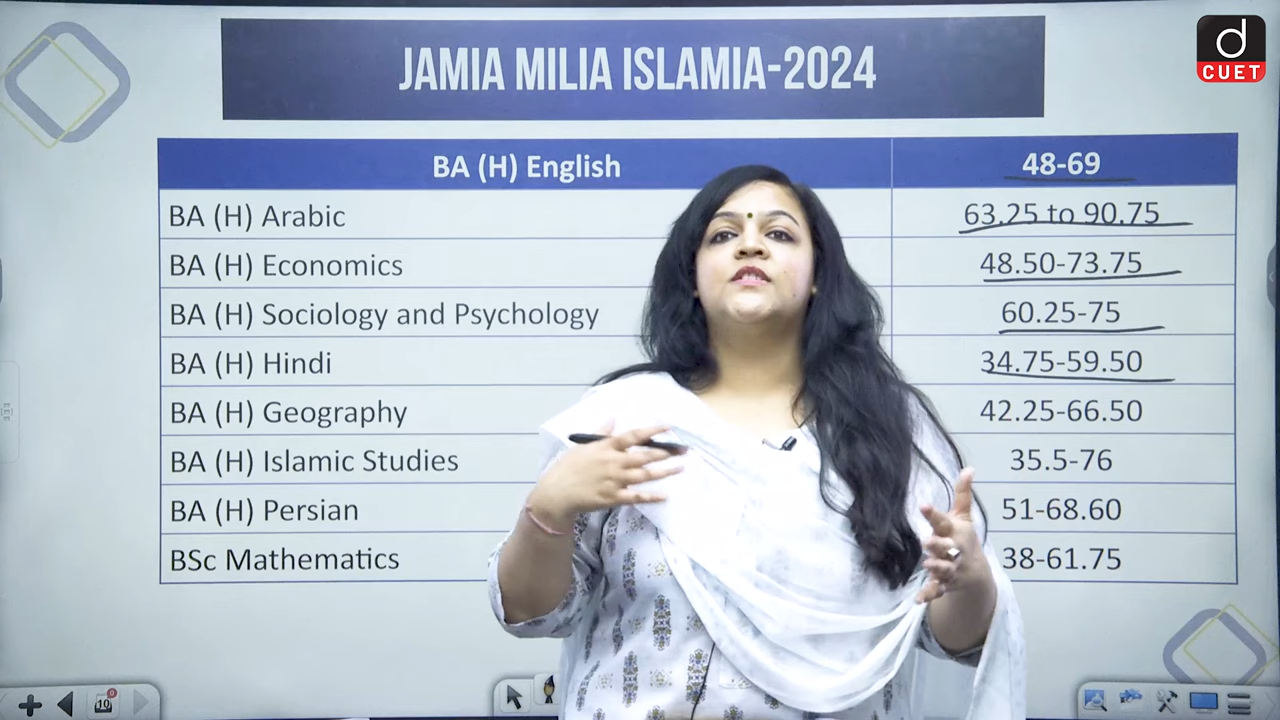 d
CUET
JAMIA MILIA ISLAMIA-2024
BA (H) English 48-69
BA (H) Arabic 63.25 to 90.75
BA (H) Economics 48.50-73.75
BA (H) Sociology and Psychology 60.25-75
BA (H) Hindi 34.75-59.50
BA (H) Geography 42.25-66.50
BA (H) Islamic Studies 35.5-76
BA (H) Persian 51-68.60
BSc Mathematics 38-61.75
10